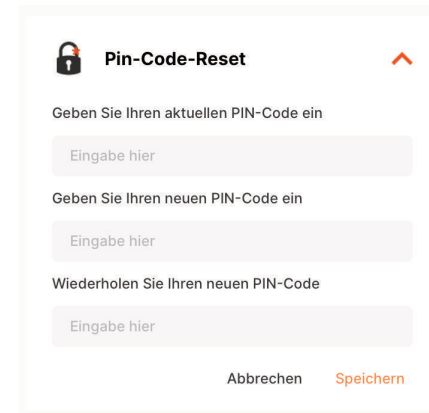 Pin-Code-Reset
Geben Sie Ihren aktuellen PIN-Code ein
Eingabe hier
Geben Sie Ihren neuen PIN-Code ein
Eingabe hier
Wiederholen Sie Ihren neuen PIN-Code
Eingabe hier
Abbrechen Speichern